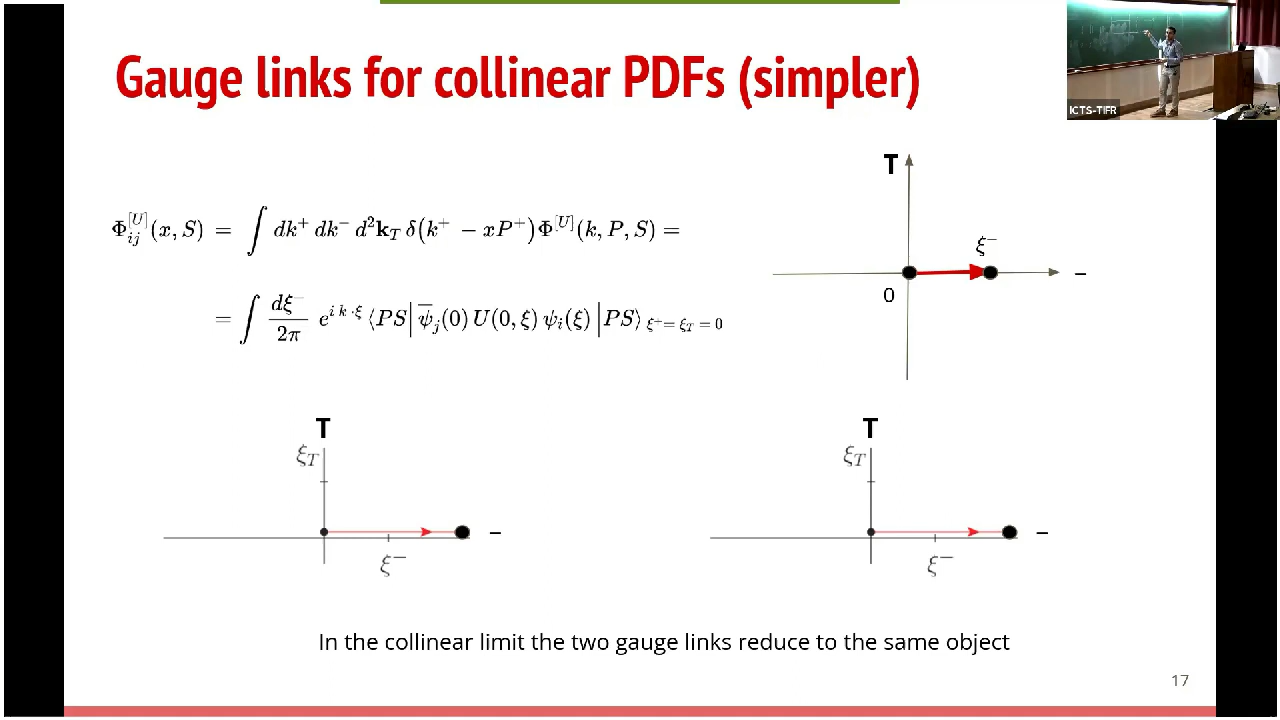 Gauge links for collinear PDFs (simpler)
ICTS-TIFR
Φ_{ij}^{[U]}(x, S) = ∫ dk⁺ dk⁻ d²𝐤_T δ(k⁺ − xP⁺)Φ^{[U]}(k, P, S) =
= ∫ dξ⁻/2π e^{i k·ξ} ⟨PS| ψ̄_j(0) U(0, ξ) ψ_i(ξ) |PS⟩_{ξ⁺= ξ_T = 0}
T
ξ⁻
–
0
T
ξ_T
–
ξ⁻
T
ξ_T
–
ξ⁻
In the collinear limit the two gauge links reduce to the same object
17